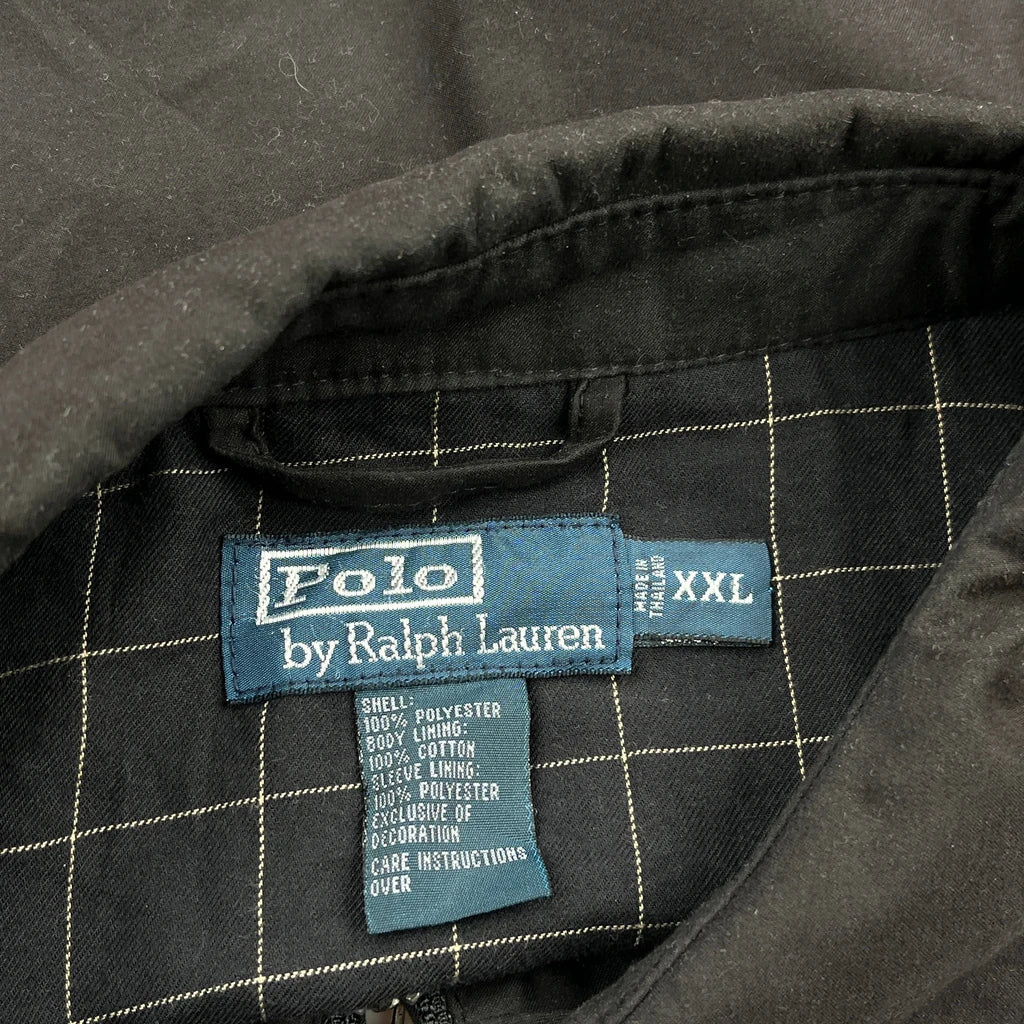 Polo
by Ralph Lauren
MADE IN
THAILAND
XXL
SHELL:
100% POLYESTER
BODY LINING:
100% COTTON
SLEEVE LINING:
100% POLYESTER
EXCLUSIVE OF
DECORATION
CARE INSTRUCTIONS
OVER